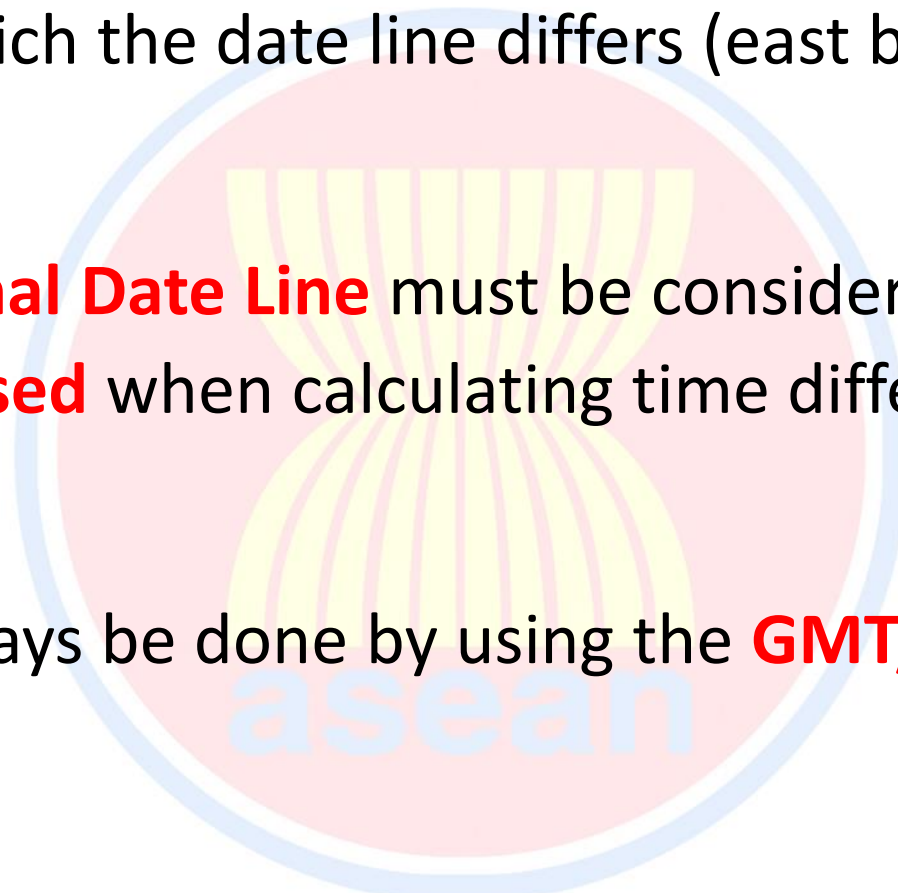 ich the date line differs (east b
nal Date Line must be consider
sed when calculating time diffe
ays be done by using the GMT,
asean